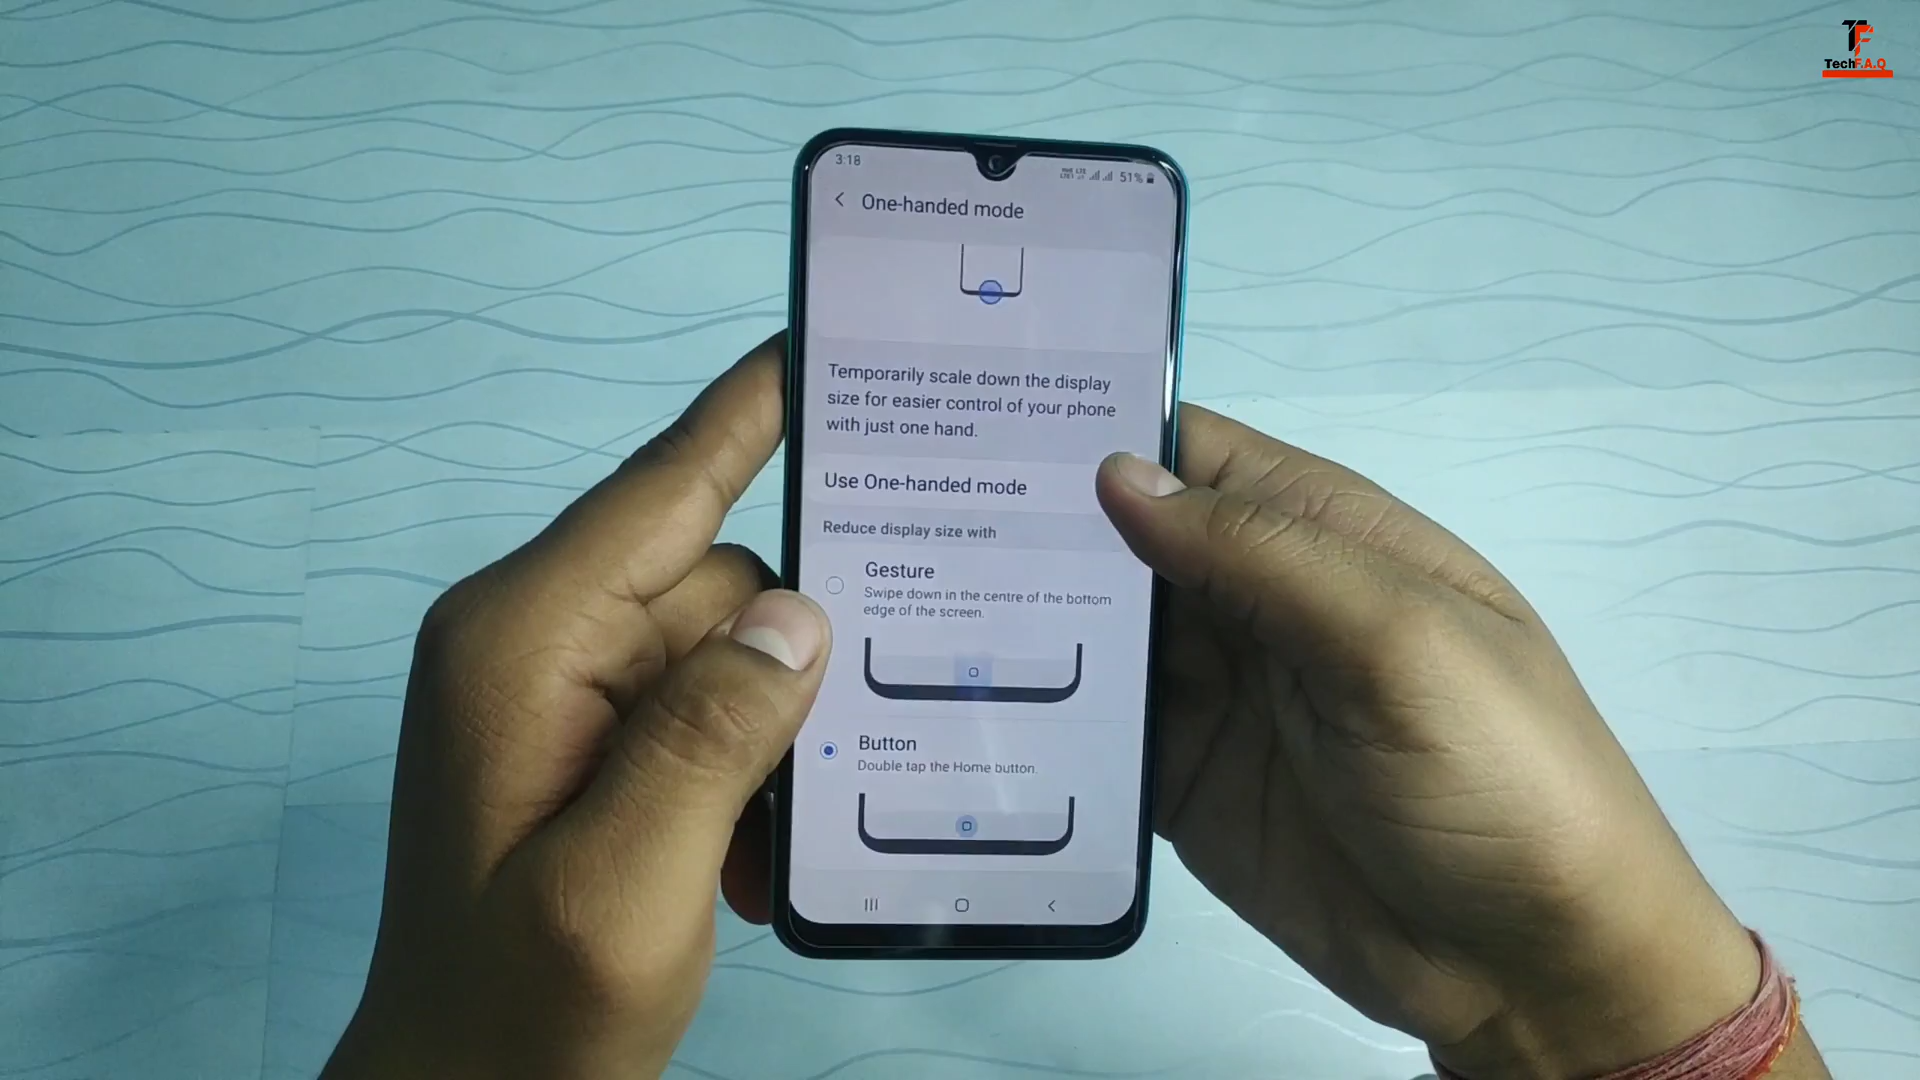 TF
TechF.A.Q
3:18
51%
One-handed mode
Temporarily scale down the display
size for easier control of your phone
with just one hand.
Use One-handed mode
Reduce display size with
Gesture
Swipe down in the centre of the bottom
edge of the screen.
Button
Double tap the Home button.